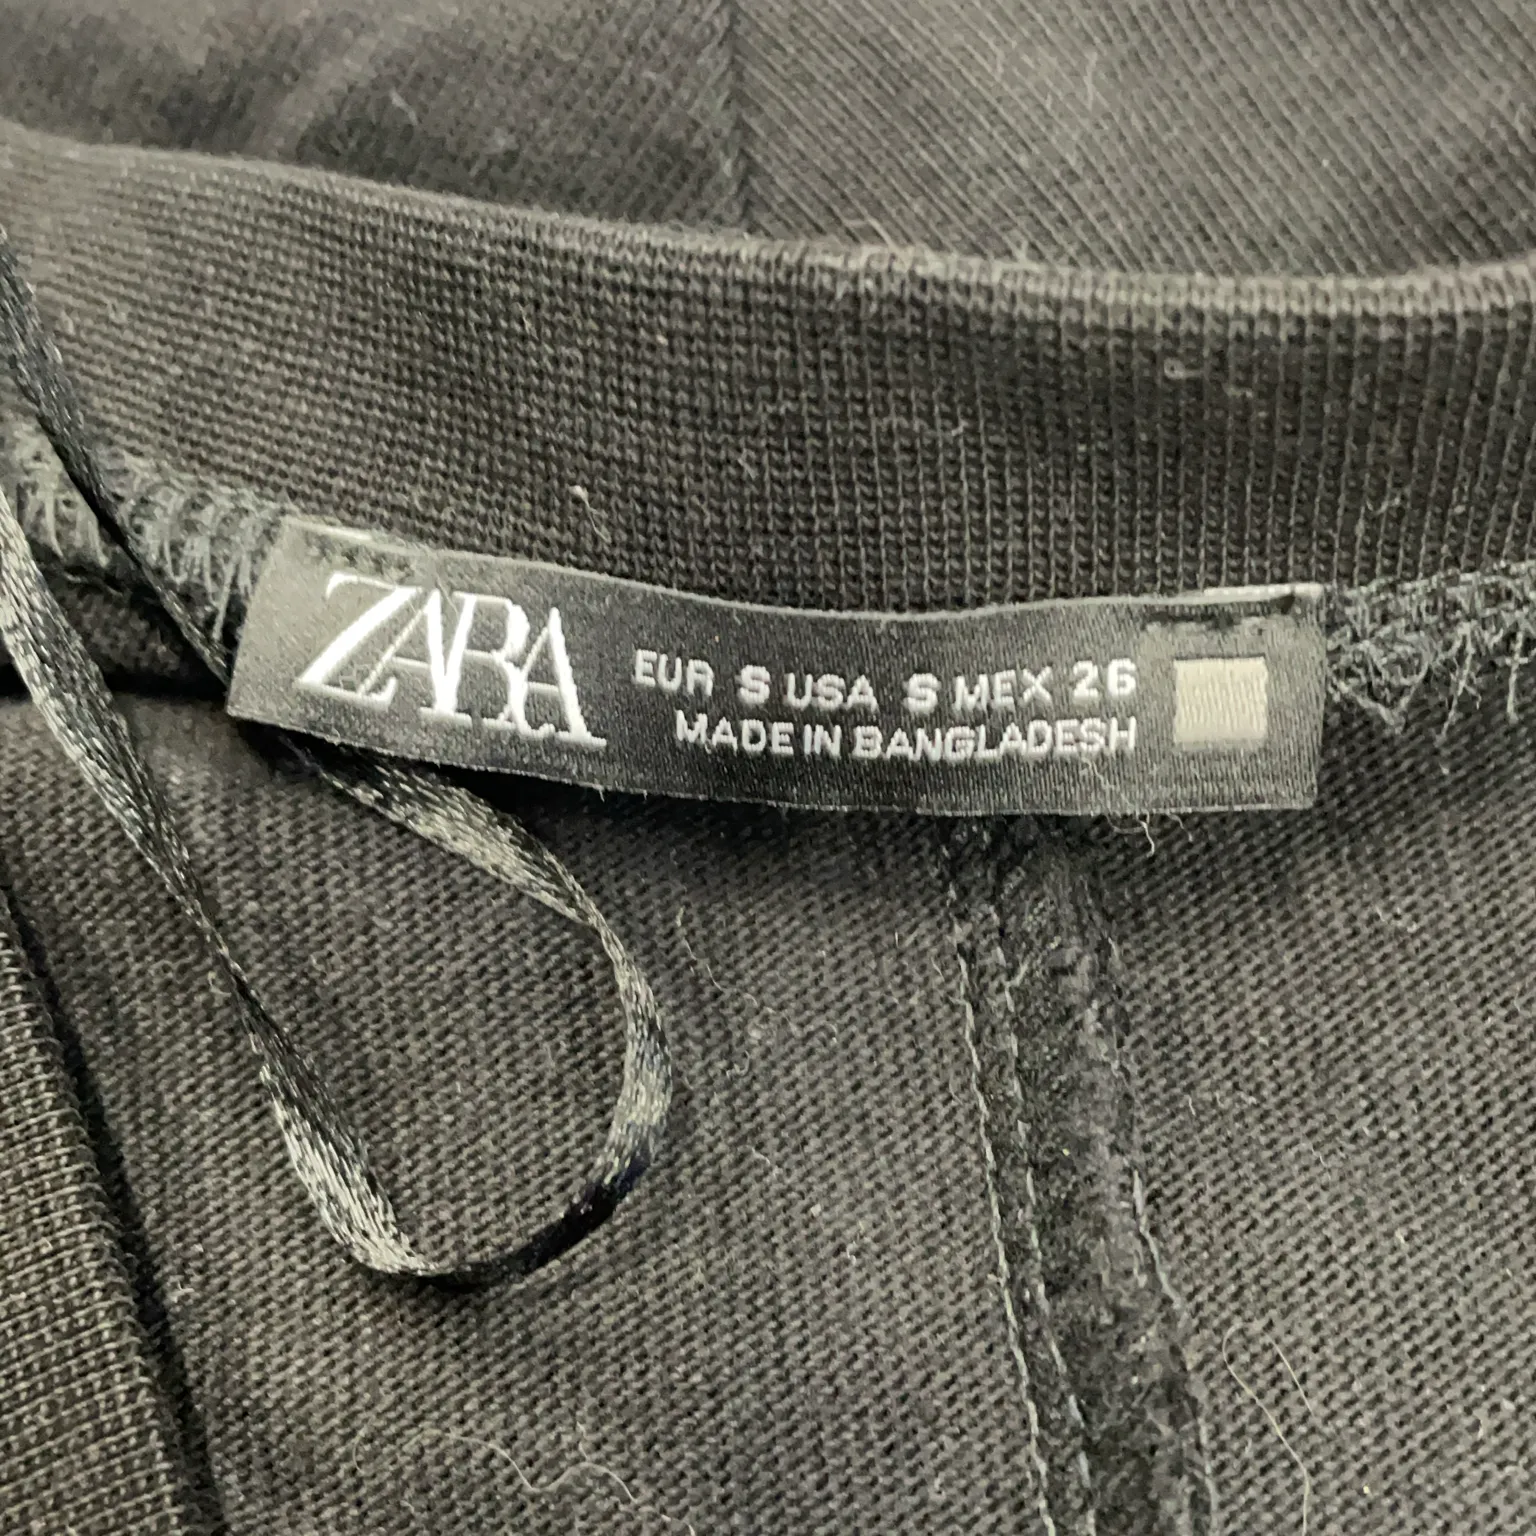 ZARA
EUR S USA S MEX 26
MADE IN BANGLADESH